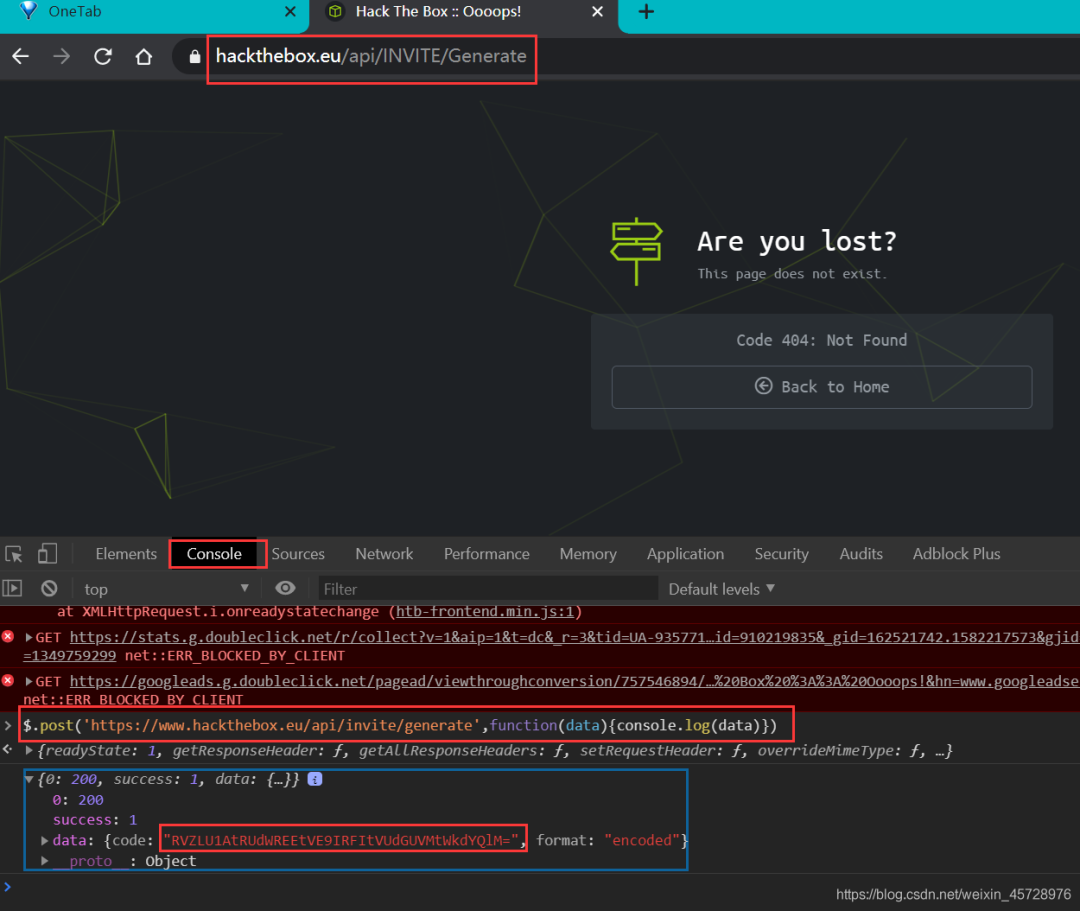 OneTab
Hack The Box :: Oooops!
hackthebox.eu/api/INVITE/Generate
Are you lost?
This page does not exist.
Code 404: Not Found
Back to Home
Elements Console Sources Network Performance Memory Application Security Audits Adblock Plus
top Filter Default levels
at XMLHttpRequest.i.onreadystatechange (htb-frontend.min.js:1)
GET https://stats.g.doubleclick.net/r/collect?v=1&aip=1&t=dc&_r=3&tid=UA-935771…id=910219835&_gid=162521742.1582217573&gjid
=1349759299 net::ERR_BLOCKED_BY_CLIENT
GET https://googleads.g.doubleclick.net/pagead/viewthroughconversion/757546894/…%20Box%20%3A%3A%20Oooops!&hn=www.googleadse
net::ERR_BLOCKED_BY_CLIENT
$.post('https://www.hackthebox.eu/api/invite/generate',function(data){console.log(data)})
{readyState: 1, getResponseHeader: ƒ, getAllResponseHeaders: ƒ, setRequestHeader: ƒ, overrideMimeType: ƒ, …}
{0: 200, success: 1, data: {…}} i
0: 200
success: 1
data: {code: "RVZLU1AtRUdWREEtVE9IRFItVUdGUVMtWkdYQlM=", format: "encoded"}
__proto__: Object
https://blog.csdn.net/weixin_45728976